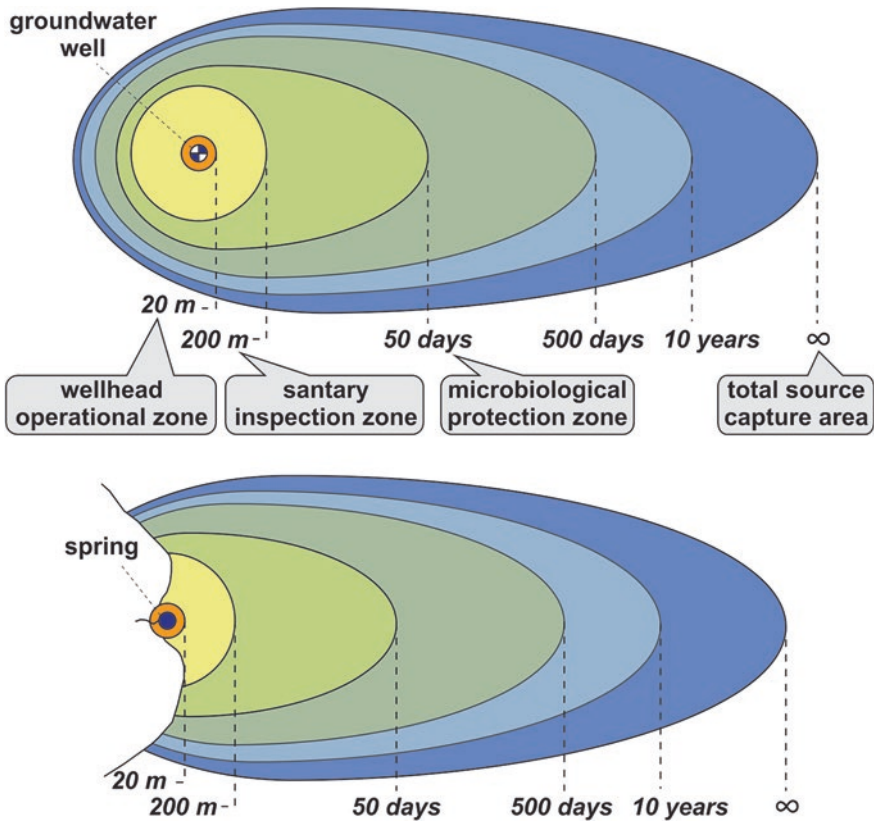 groundwater
well
20 m
200 m
50 days
500 days
10 years
∞
wellhead
operational zone
santary
inspection zone
microbiological
protection zone
total source
capture area
spring
20 m
200 m
50 days
500 days
10 years
∞